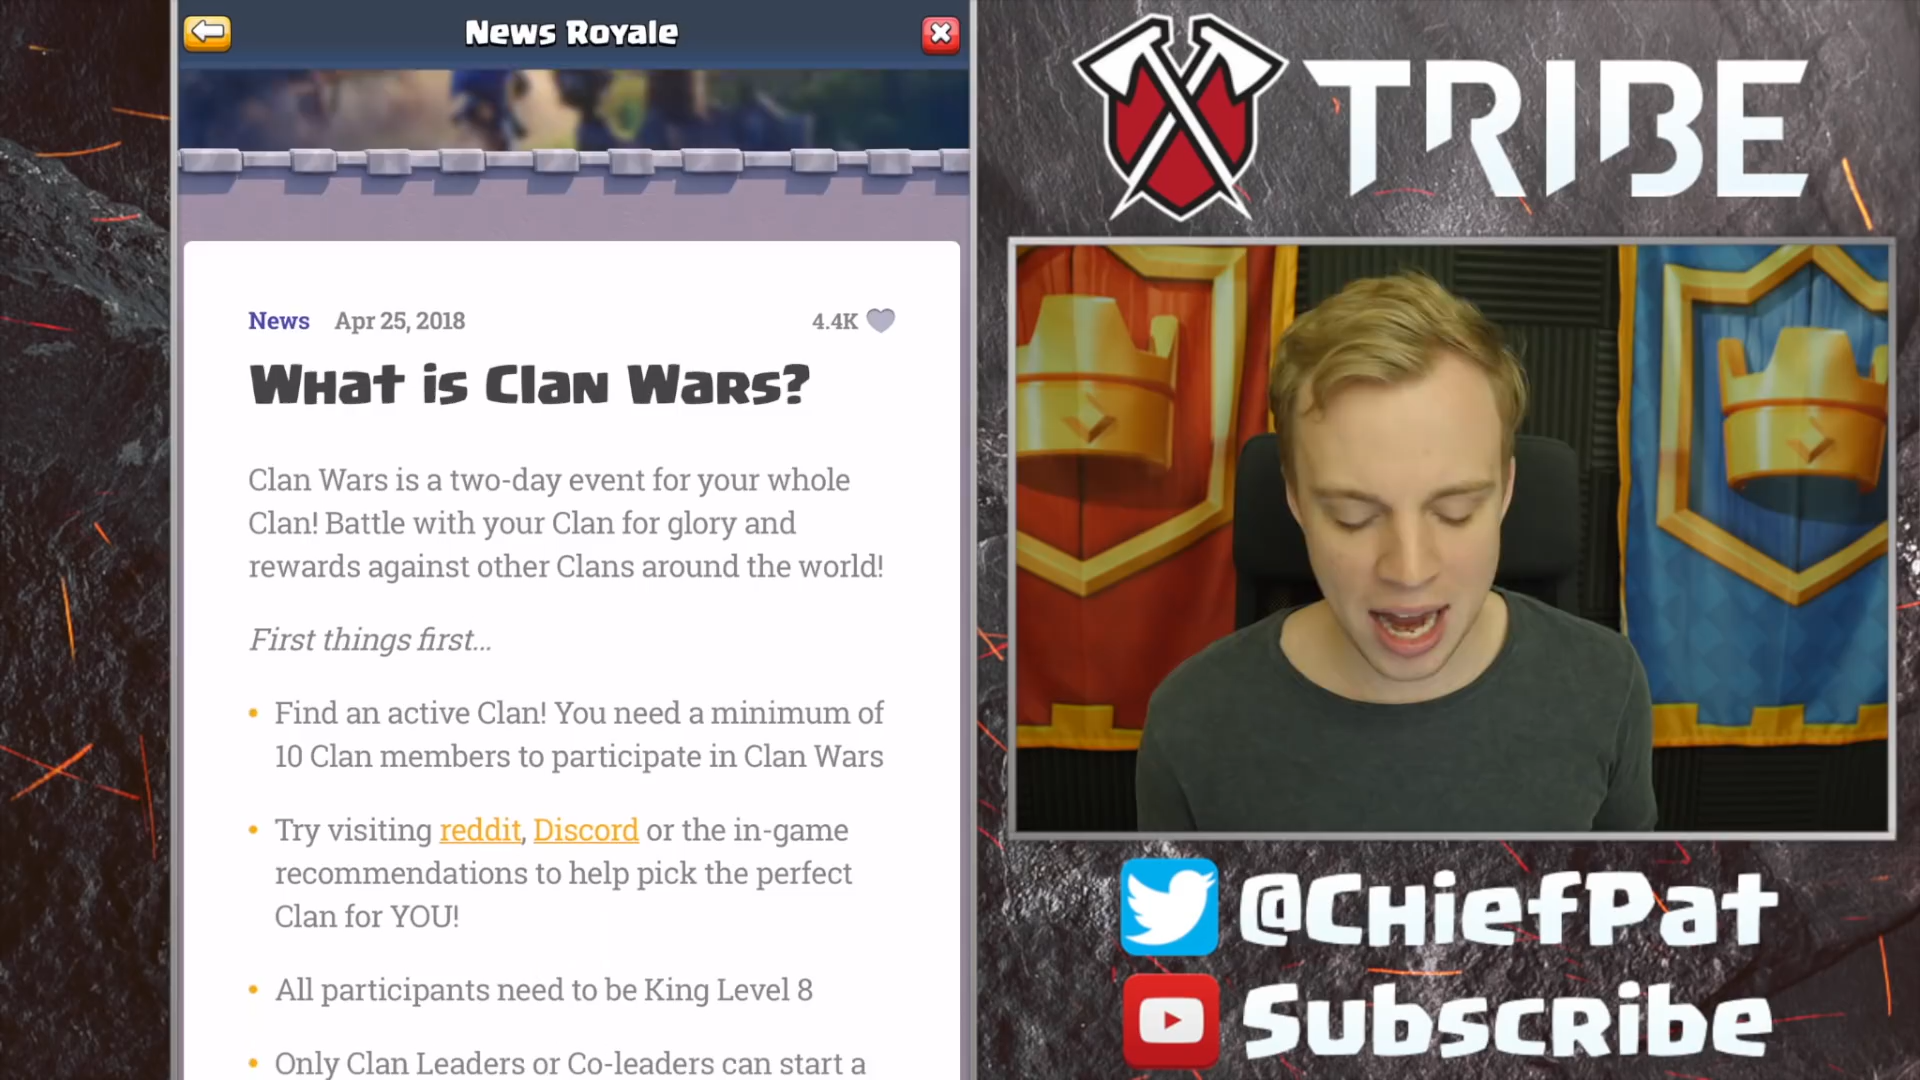 News Royale
News Apr 25, 2018 4.4K
What is Clan Wars?
Clan Wars is a two-day event for your whole
Clan! Battle with your Clan for glory and
rewards against other Clans around the world!
First things first...
• Find an active Clan! You need a minimum of
10 Clan members to participate in Clan Wars
• Try visiting reddit, Discord or the in-game
recommendations to help pick the perfect
Clan for YOU!
• All participants need to be King Level 8
• Only Clan Leaders or Co-leaders can start a
TRIBE
@ChiefPat
Subscribe